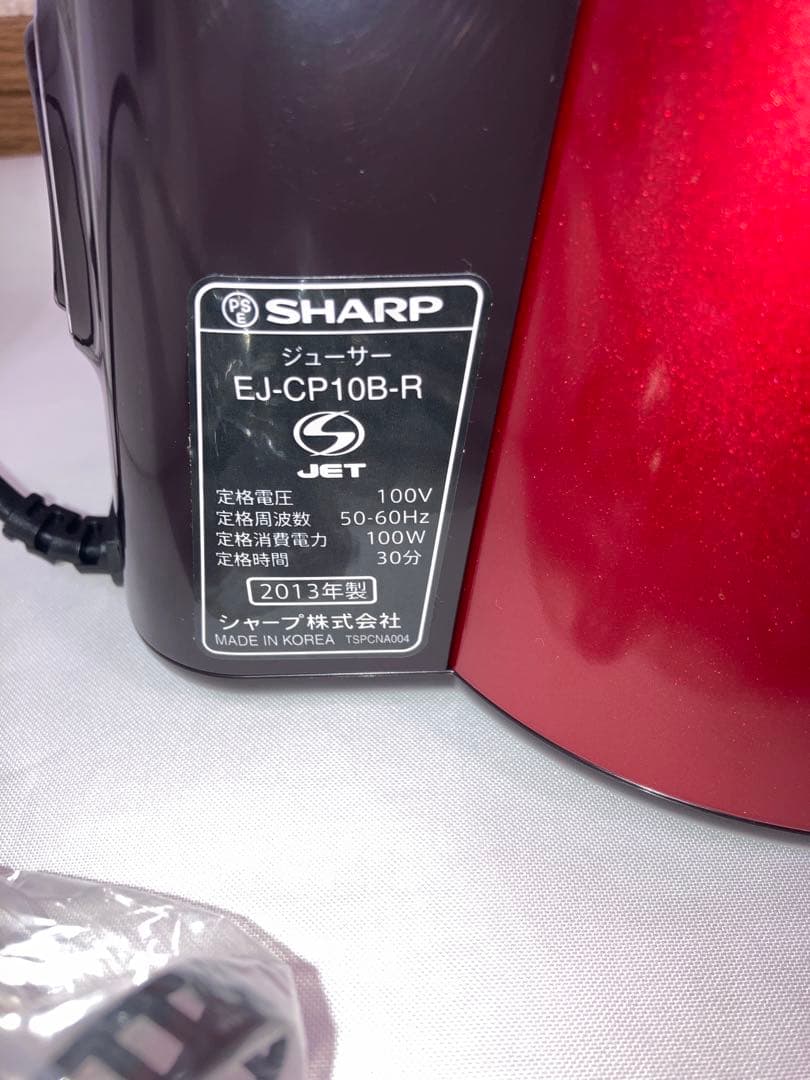 PSE SHARP
ジューサー
EJ-CP10B-R
JET
定格電圧 100V
定格周波数 50-60Hz
定格消費電力 100W
定格時間 30分
2013年製
シャープ株式会社
MADE IN KOREA TSPCNA004